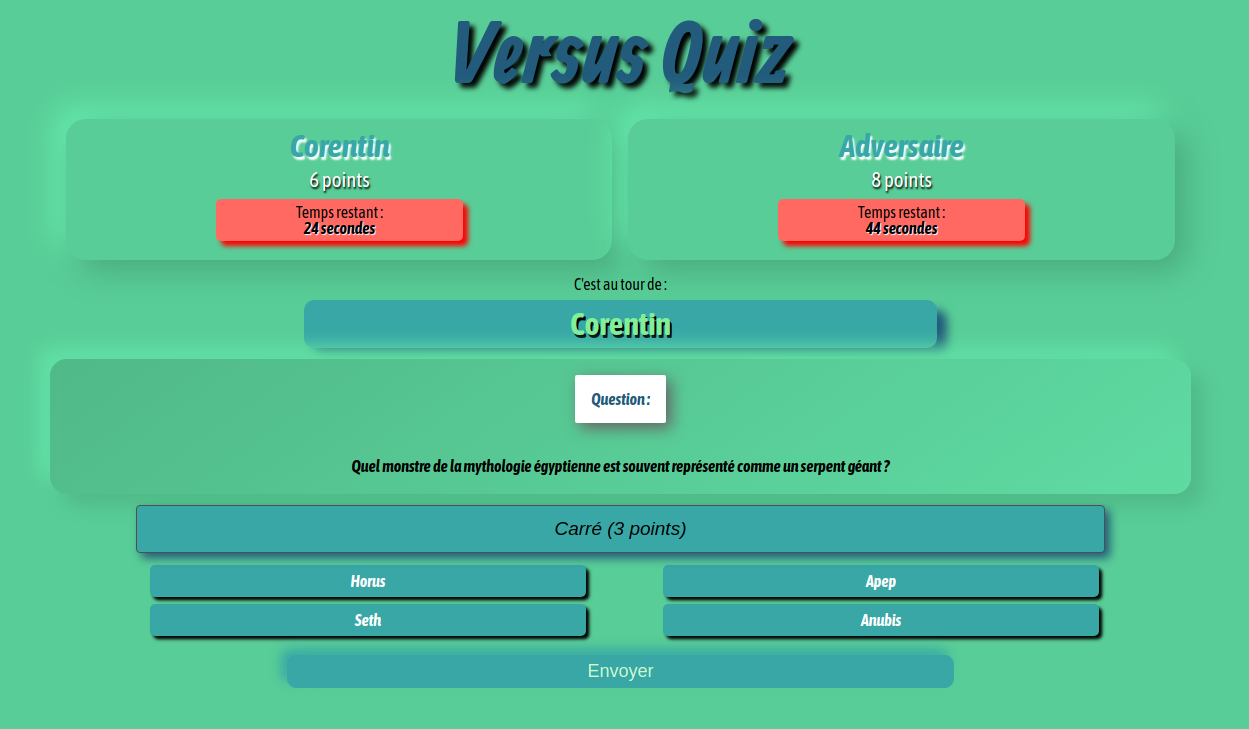 Versus Quiz
Corentin
6 points
Temps restant :
24 secondes
Adversaire
8 points
Temps restant :
44 secondes
C'est au tour de :
Corentin
Question :
Quel monstre de la mythologie égyptienne est souvent représenté comme un serpent géant ?
Carré (3 points)
Horus
Apep
Seth
Anubis
Envoyer